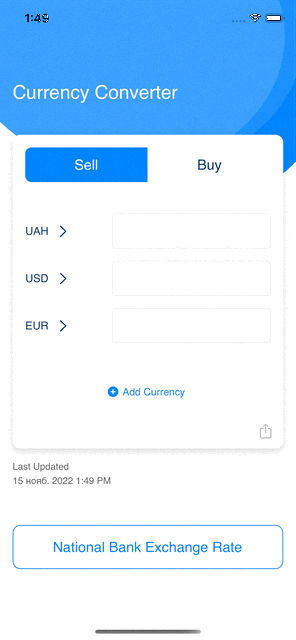 1:49
Currency Converter
Sell Buy
UAH
USD
EUR
Add Currency
Last Updated
15 нояб. 2022 1:49 PM
National Bank Exchange Rate